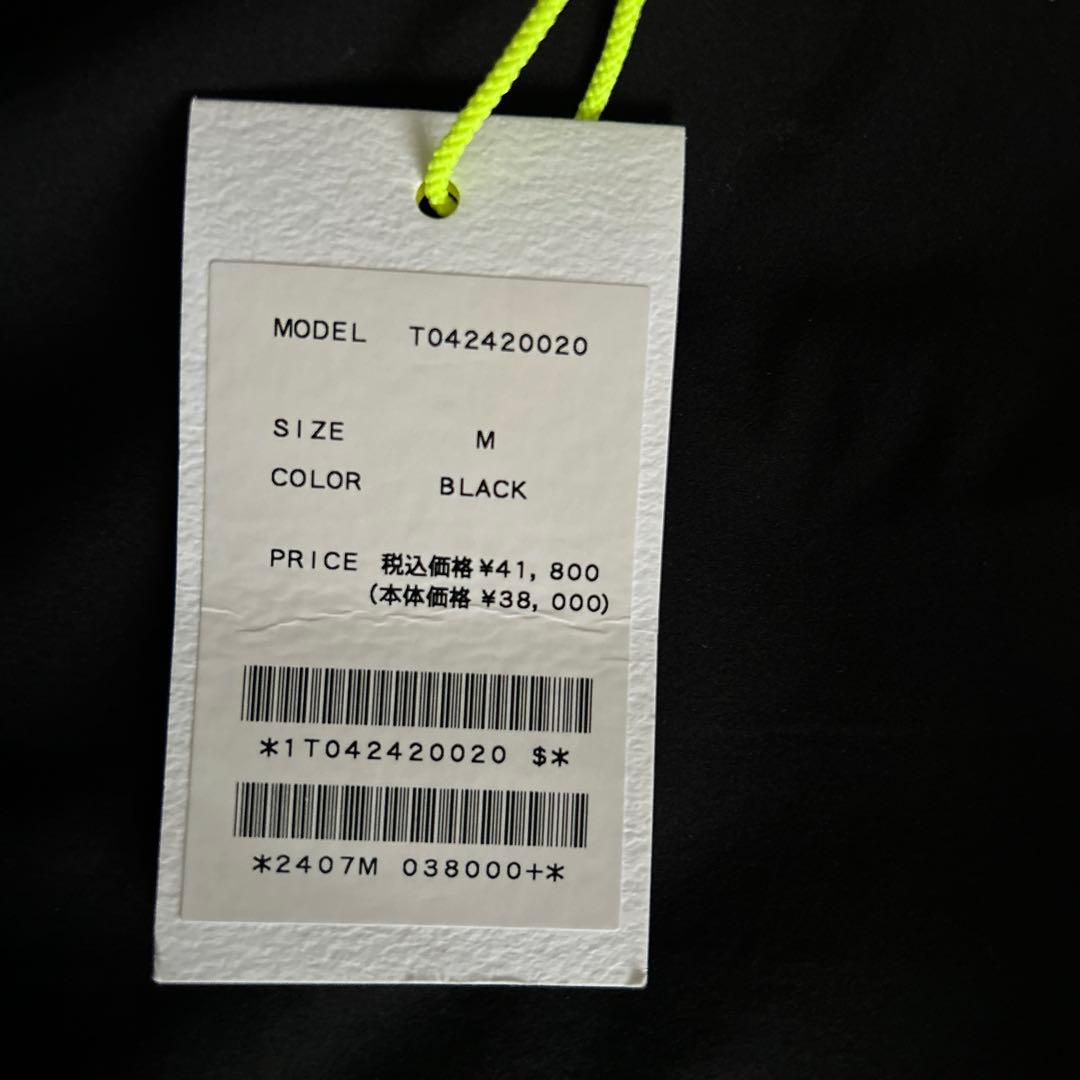 MODEL T042420020
SIZE M
COLOR BLACK
PRICE 税込価格 ¥41,800
(本体価格 ¥38,000)
*1T042420020 $*
*2407M 038000+*